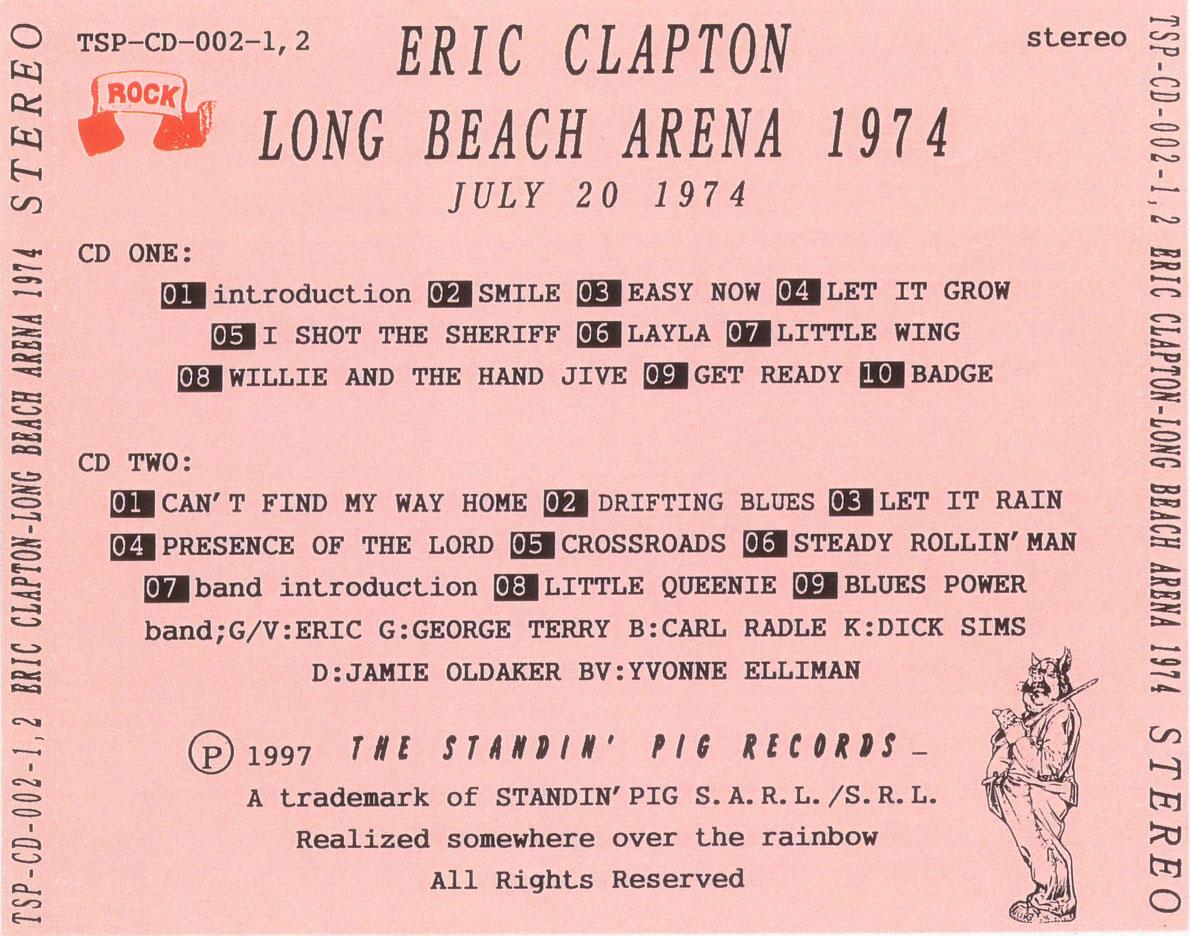 TSP-CD-002-1,2
stereo
ROCK
ERIC CLAPTON
LONG BEACH ARENA 1974
JULY 20 1974
CD ONE:
01 introduction 02 SMILE 03 EASY NOW 04 LET IT GROW
05 I SHOT THE SHERIFF 06 LAYLA 07 LITTLE WING
08 WILLIE AND THE HAND JIVE 09 GET READY 10 BADGE
CD TWO:
01 CAN'T FIND MY WAY HOME 02 DRIFTING BLUES 03 LET IT RAIN
04 PRESENCE OF THE LORD 05 CROSSROADS 06 STEADY ROLLIN' MAN
07 band introduction 08 LITTLE QUEENIE 09 BLUES POWER
band;G/V:ERIC G:GEORGE TERRY B:CARL RADLE K:DICK SIMS
D:JAMIE OLDAKER BV:YVONNE ELLIMAN
Ⓟ 1997 THE STANDIN' PIG RECORDS –
A trademark of STANDIN' PIG S.A.R.L./S.R.L.
Realized somewhere over the rainbow
All Rights Reserved
TSP-CD-002-1,2 ERIC CLAPTON-LONG BEACH ARENA 1974 STEREO
TSP-CD-002-1,2 ERIC CLAPTON-LONG BEACH ARENA 1974 STEREO